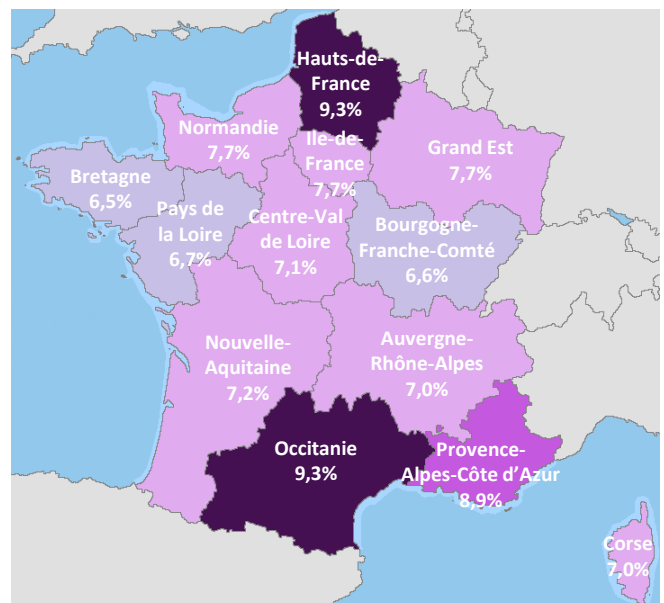 Hauts-de-
France
9,3%
Normandie
7,7%
Ile-de-
France
7,7%
Grand Est
7,7%
Bretagne
6,5%
Pays de
la Loire
6,7%
Centre-Val
de Loire
7,1%
Bourgogne-
Franche-Comté
6,6%
Nouvelle-
Aquitaine
7,2%
Auvergne-
Rhône-Alpes
7,0%
Occitanie
9,3%
Provence-
Alpes-Côte d’Azur
8,9%
Corse
7,0%